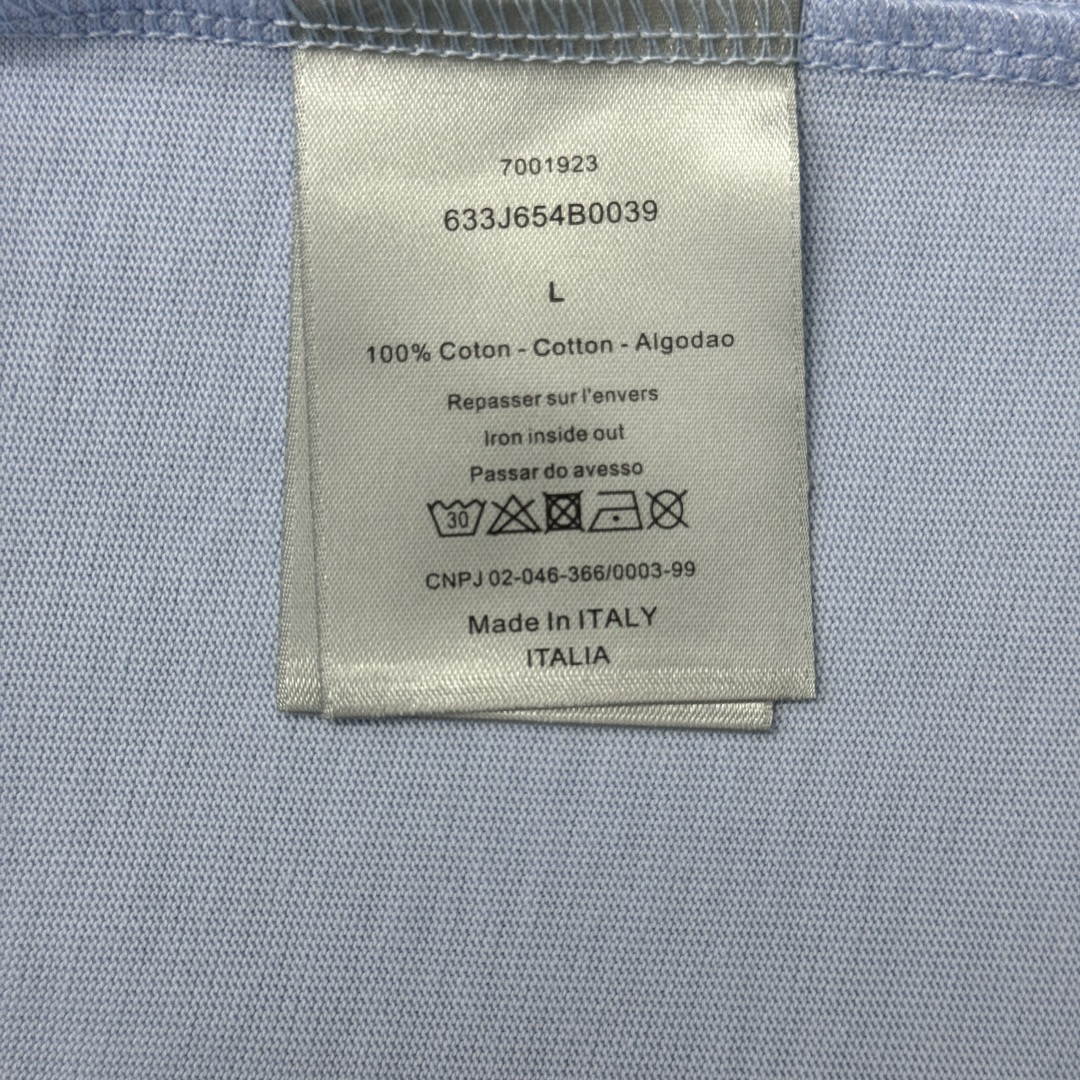 7001923
633J654B0039
L
100% Coton - Cotton - Algodao
Repasser sur l'envers
Iron inside out
Passar do avesso
30
CNPJ 02-046-366/0003-99
Made In ITALY
ITALIA